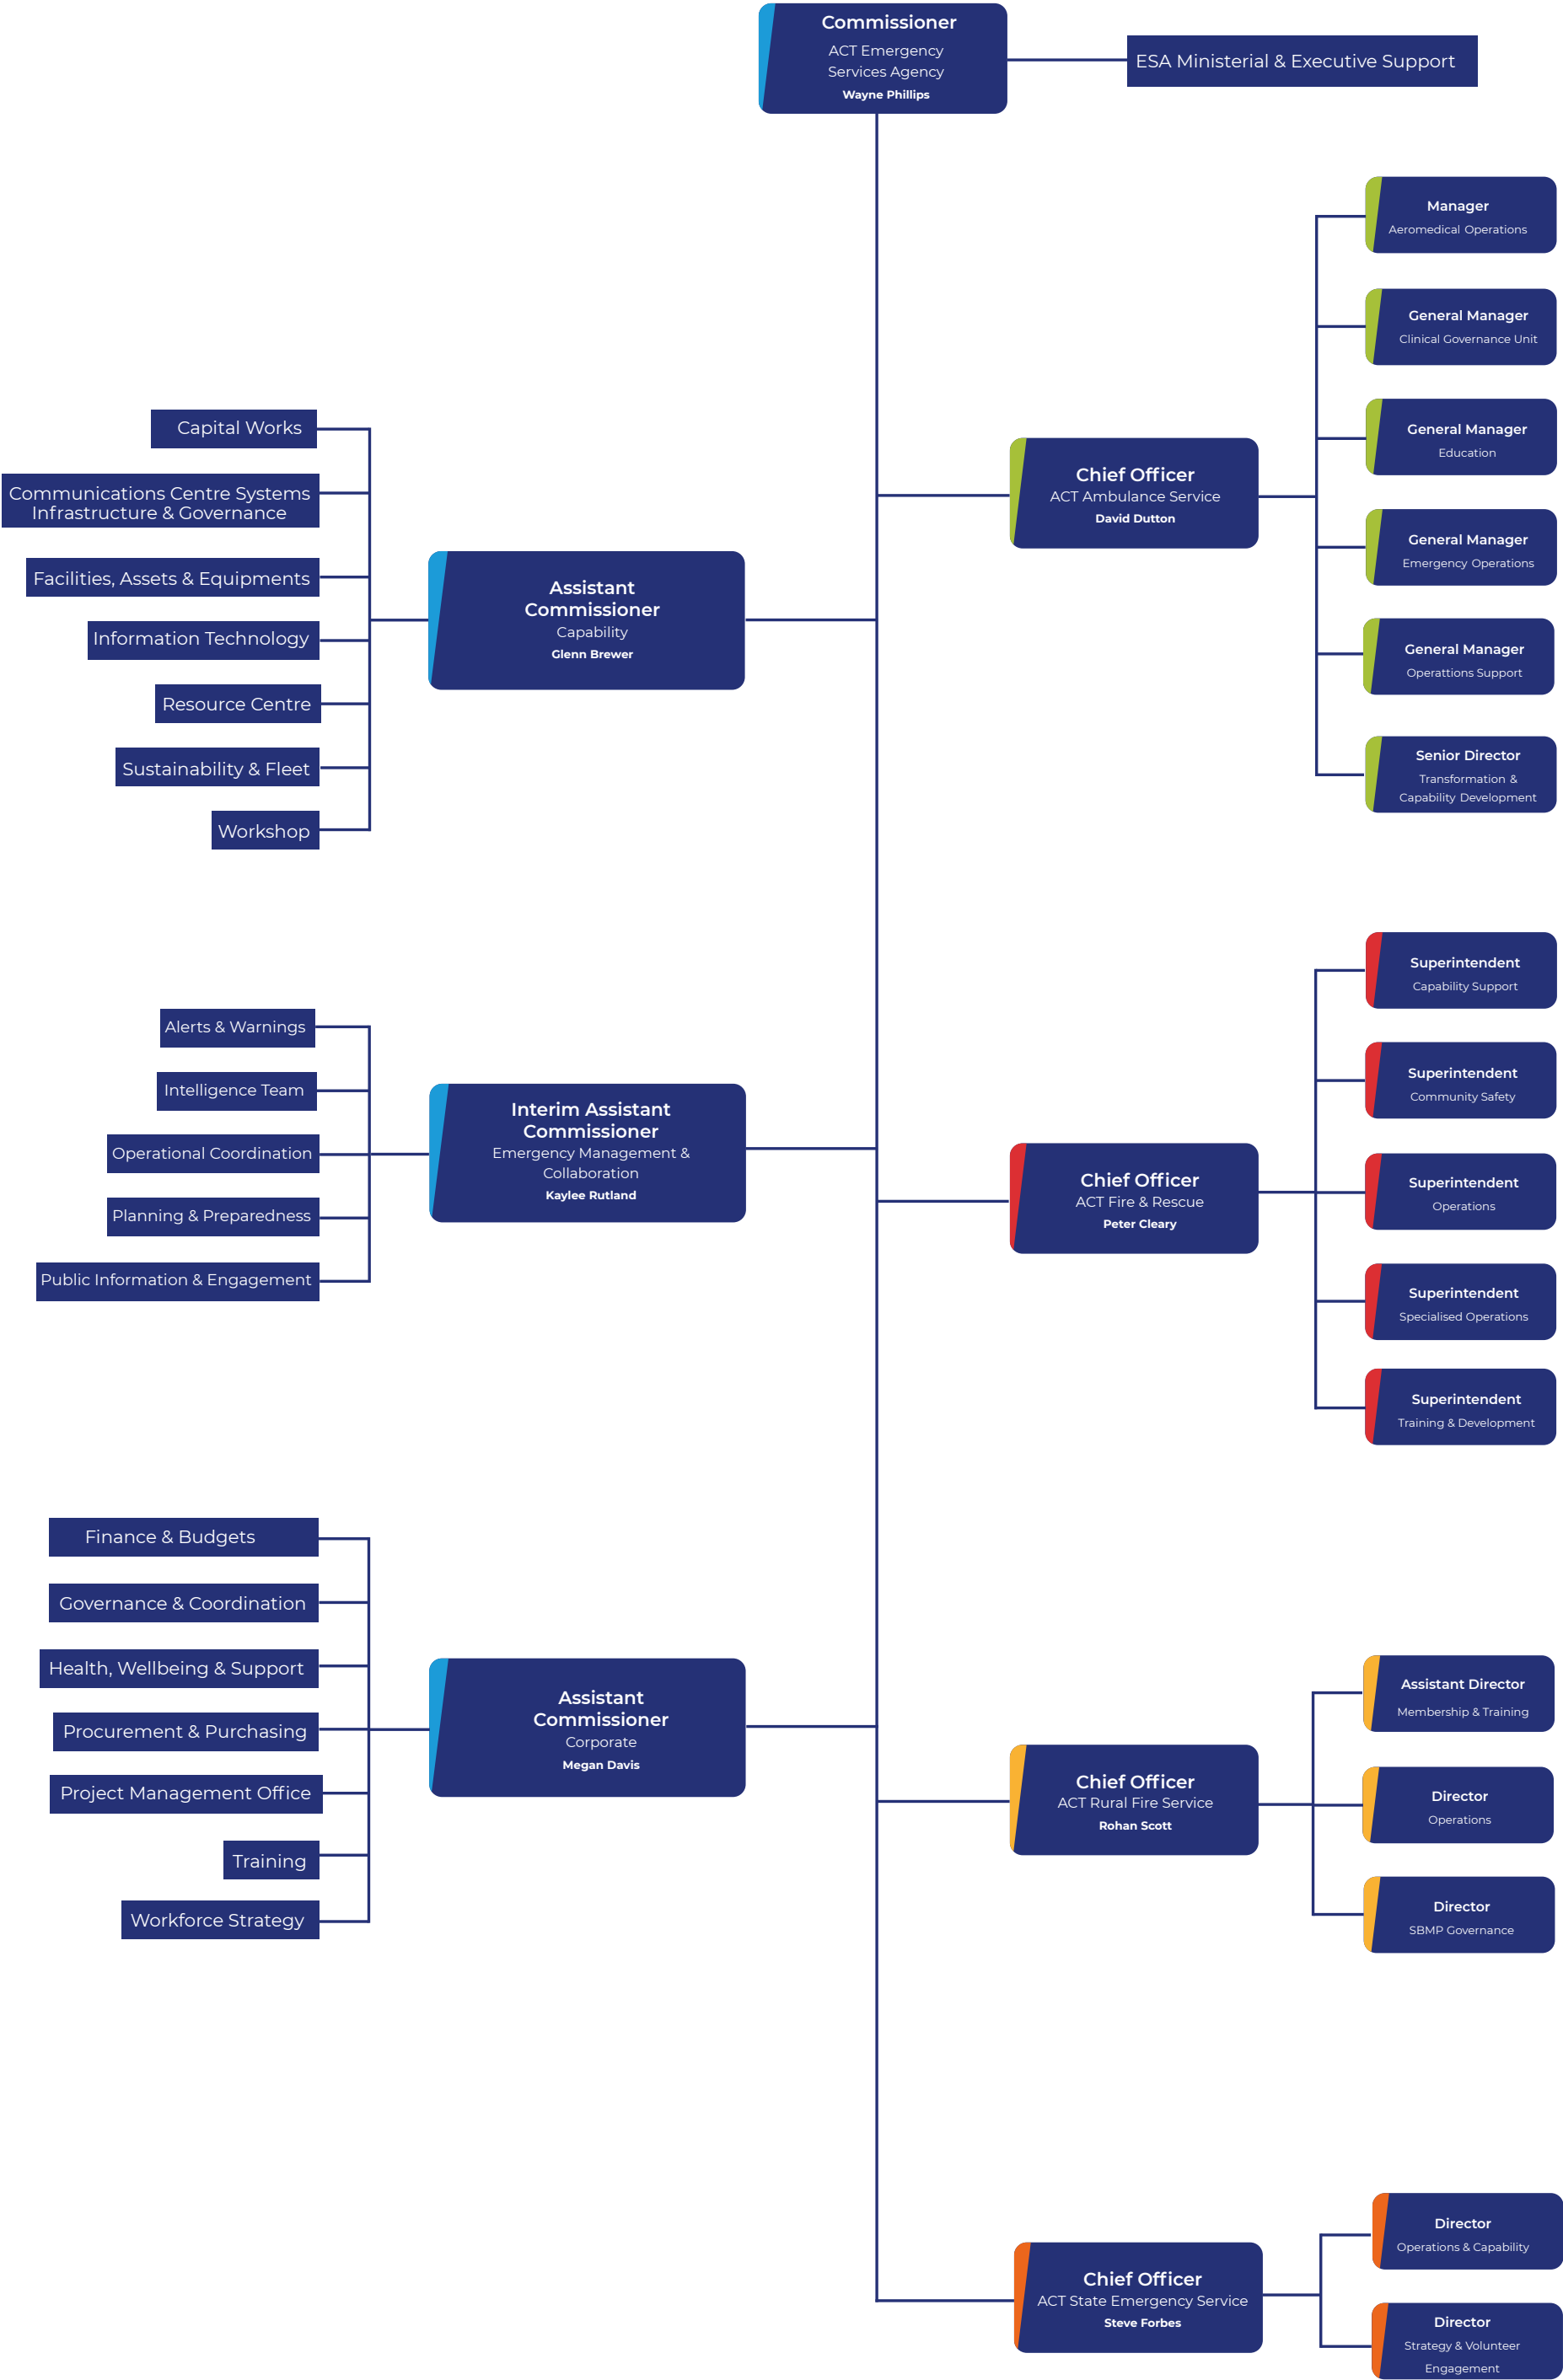 Commissioner
ACT Emergency
Services Agency
Wayne Phillips
ESA Ministerial & Executive Support
Capital Works
Communications Centre Systems
Infrastructure & Governance
Facilities, Assets & Equipments
Information Technology
Resource Centre
Sustainability & Fleet
Workshop
Assistant
Commissioner
Capability
Glenn Brewer
Chief Officer
ACT Ambulance Service
David Dutton
Manager
Aeromedical Operations
General Manager
Clinical Governance Unit
General Manager
Education
General Manager
Emergency Operations
General Manager
Operattions Support
Senior Director
Transformation &
Capability Development
Alerts & Warnings
Intelligence Team
Operational Coordination
Planning & Preparedness
Public Information & Engagement
Interim Assistant
Commissioner
Emergency Management &
Collaboration
Kaylee Rutland
Chief Officer
ACT Fire & Rescue
Peter Cleary
Superintendent
Capability Support
Superintendent
Community Safety
Superintendent
Operations
Superintendent
Specialised Operations
Superintendent
Training & Development
Finance & Budgets
Governance & Coordination
Health, Wellbeing & Support
Procurement & Purchasing
Project Management Office
Training
Workforce Strategy
Assistant
Commissioner
Corporate
Megan Davis
Chief Officer
ACT Rural Fire Service
Rohan Scott
Assistant Director
Membership & Training
Director
Operations
Director
SBMP Governance
Chief Officer
ACT State Emergency Service
Steve Forbes
Director
Operations & Capability
Director
Strategy & Volunteer
Engagement